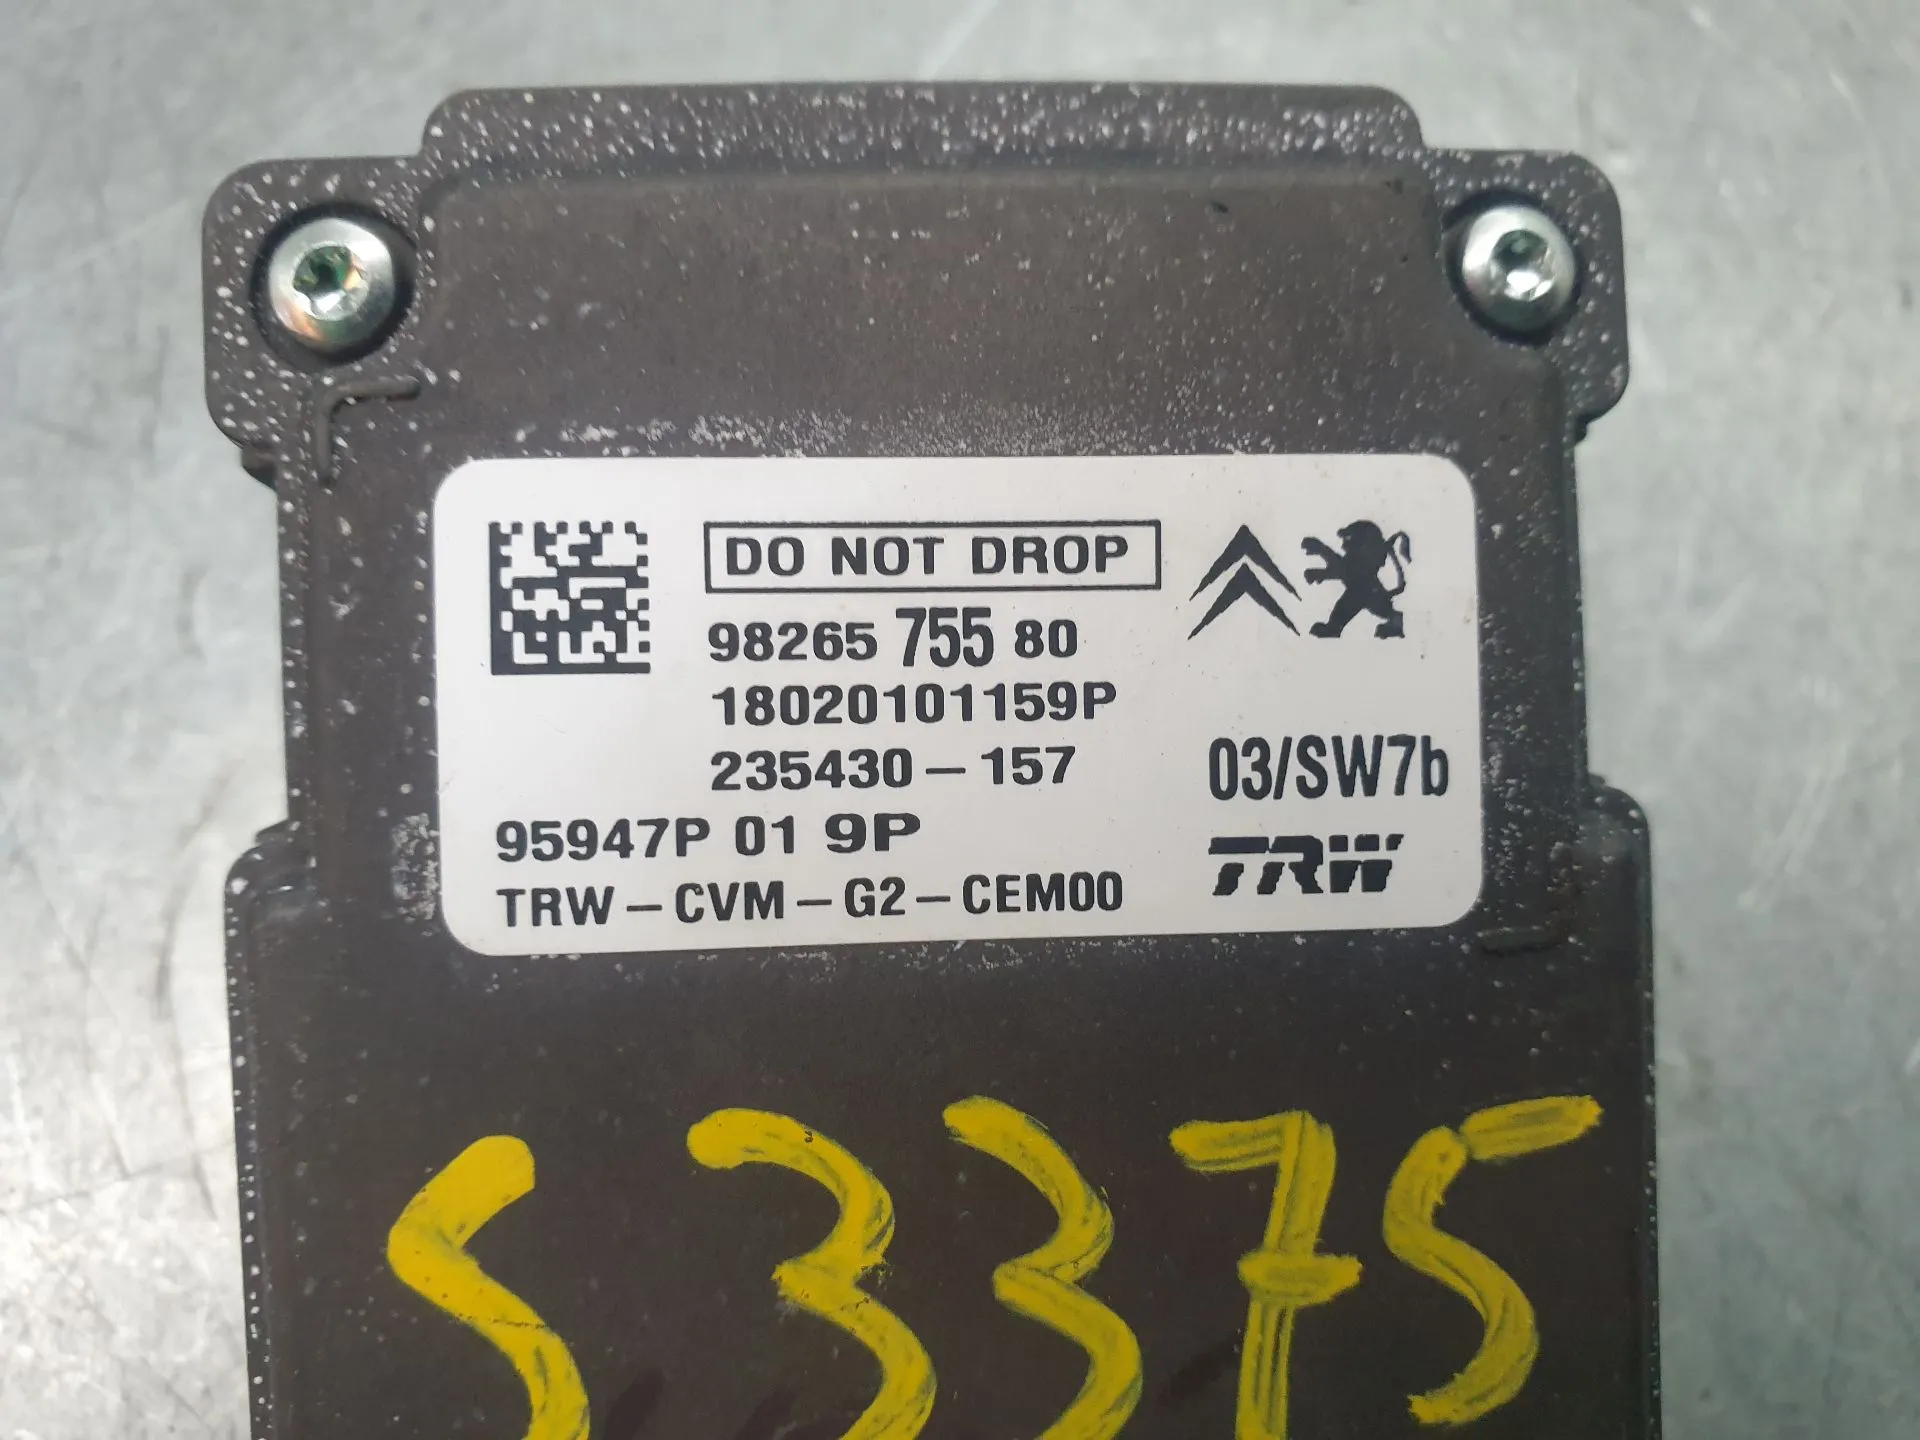 DO NOT DROP
98265 755 80
18020101159P
235430-157
03/SW7b
95947P 01 9P
TRW
TRW-CVM-G2-CEM00
S3375